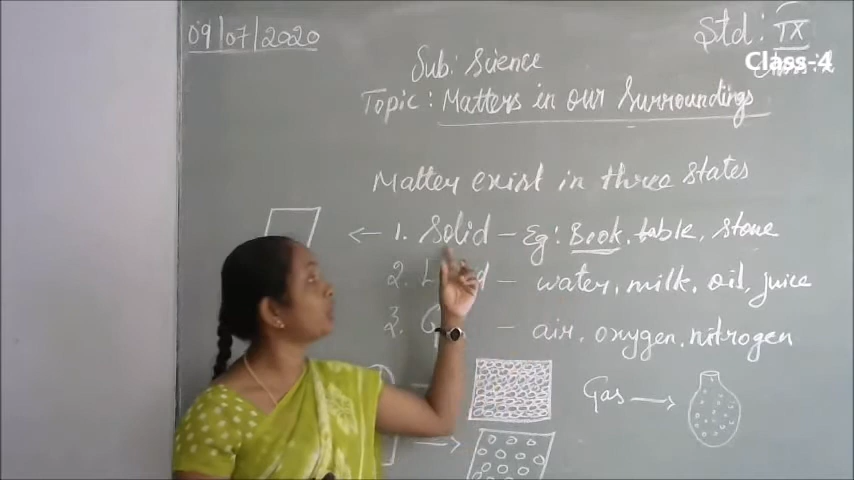 09/07/2020
Std: IX
Class-4
Sub: Science
Topic: Matters in our Surroundings
Matter exist in three states
← 1. Solid - Eg: Book, table, stone
2. - water, milk, oil, juice
3. G - air, oxygen, nitrogen
Gas →